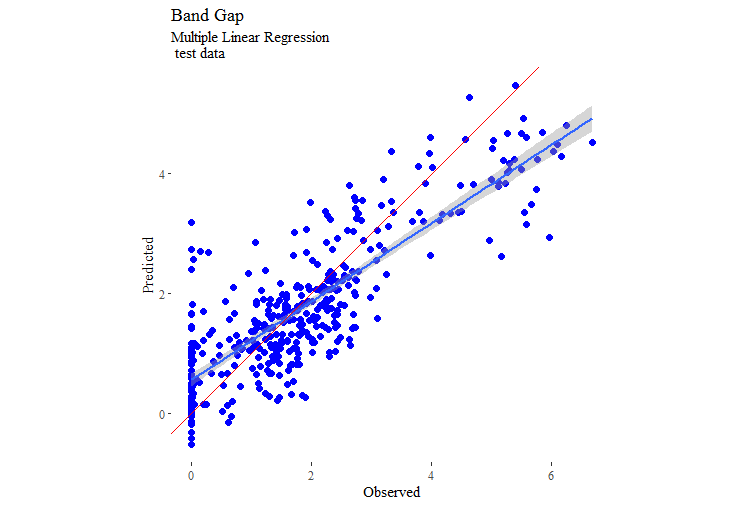 Band Gap
Multiple Linear Regression
test data
Predicted
4
2
0
0 2 4 6
Observed